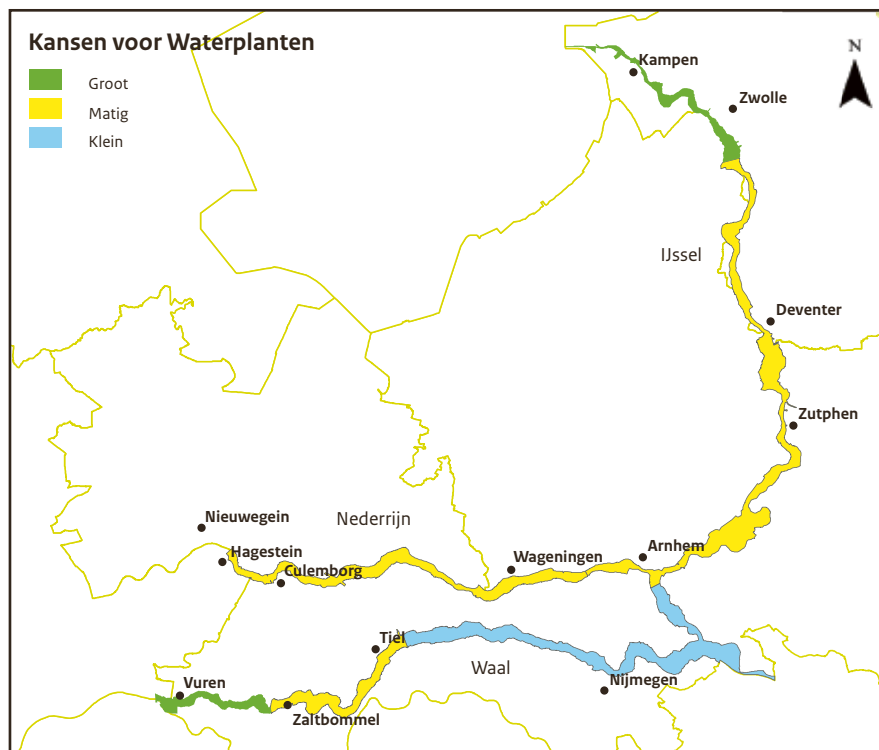 Kansen voor Waterplanten
Groot
Matig
Klein
N
Kampen
Zwolle
IJssel
Deventer
Zutphen
Nieuwegein
Nederrijn
Hagestein
Culemborg
Wageningen
Arnhem
Tiel
Waal
Vuren
Nijmegen
Zaltbommel